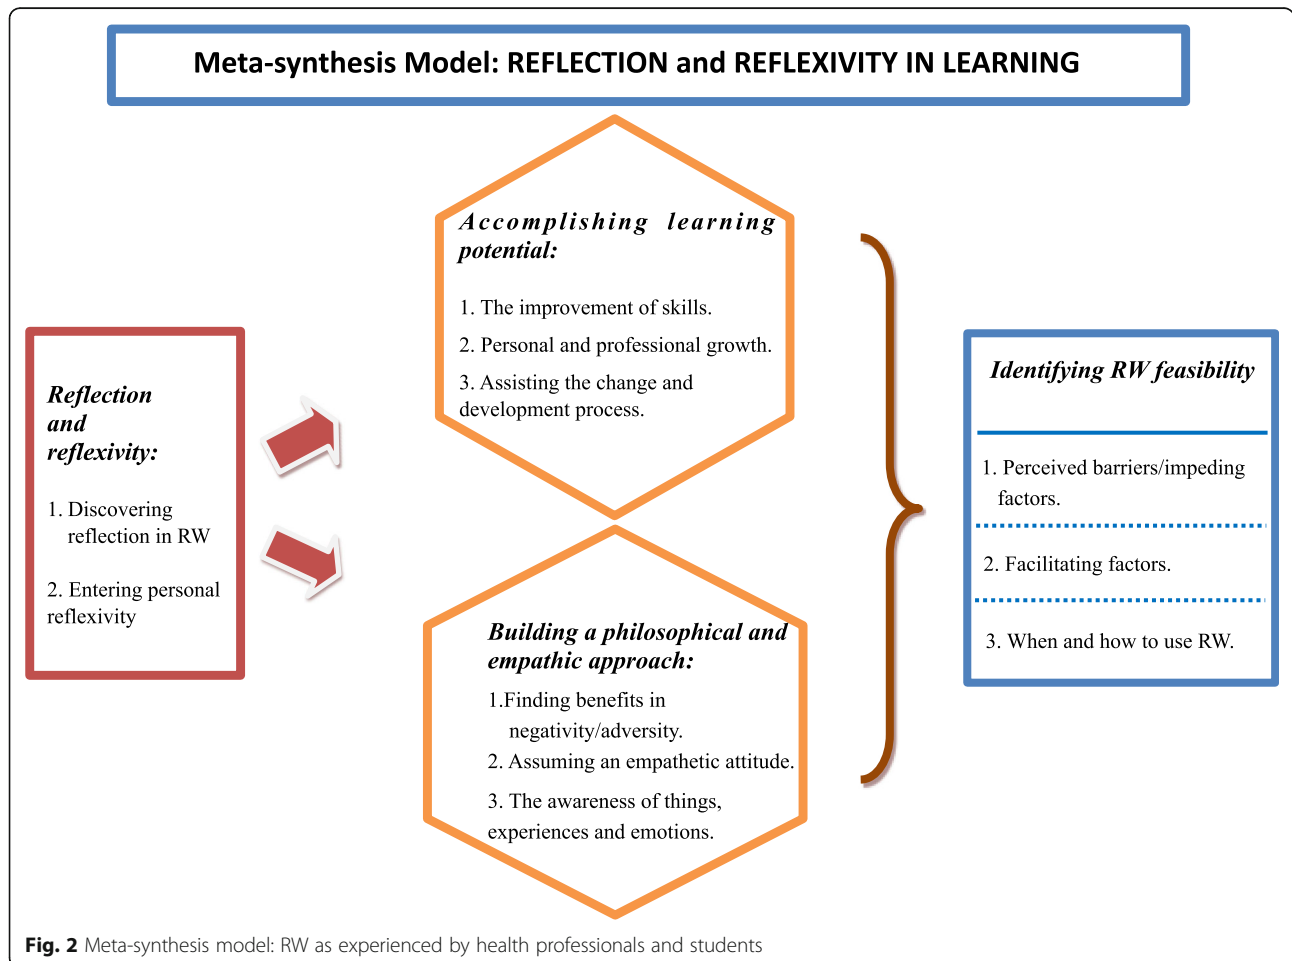 Meta-synthesis Model: REFLECTION and REFLEXIVITY IN LEARNING
Reflection
and
reflexivity:
1. Discovering
reflection in RW
2. Entering personal
reflexivity
Accomplishing learning
potential:
1. The improvement of skills.
2. Personal and professional growth.
3. Assisting the change and
development process.
Building a philosophical and
empathic approach:
1.Finding benefits in
negativity/adversity.
2. Assuming an empathetic attitude.
3. The awareness of things,
experiences and emotions.
Identifying RW feasibility
1. Perceived barriers/impeding
factors.
2. Facilitating factors.
3. When and how to use RW.
Fig. 2 Meta-synthesis model: RW as experienced by health professionals and students